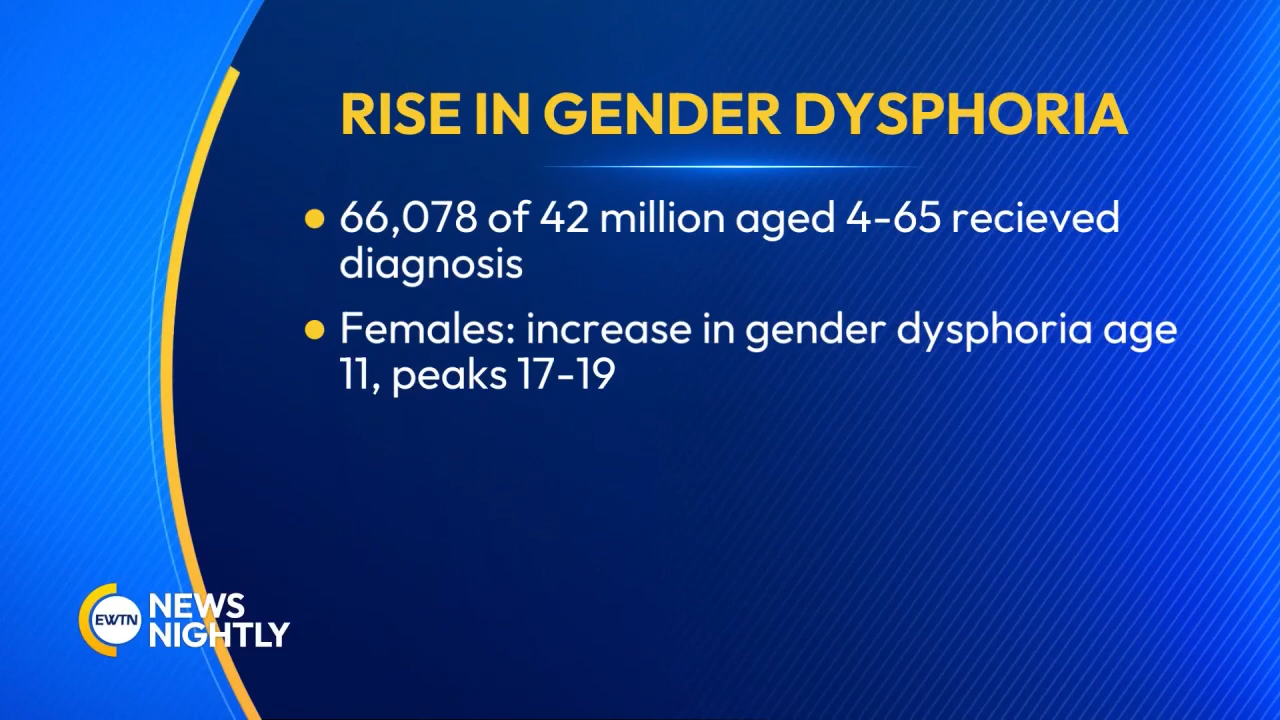 RISE IN GENDER DYSPHORIA
66,078 of 42 million aged 4-65 recieved
diagnosis
Females: increase in gender dysphoria age
11, peaks 17-19
EWTN
NEWS
NIGHTLY